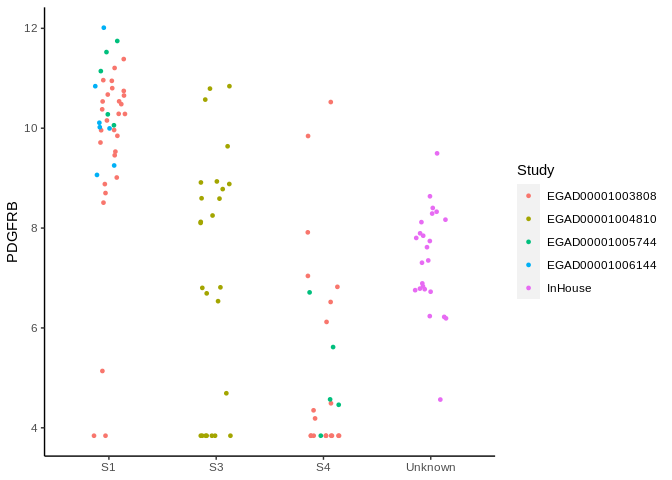 12
10
8
6
4
PDGFRB
S1
S3
S4
Unknown
Study
EGAD00001003808
EGAD00001004810
EGAD00001005744
EGAD00001006144
InHouse